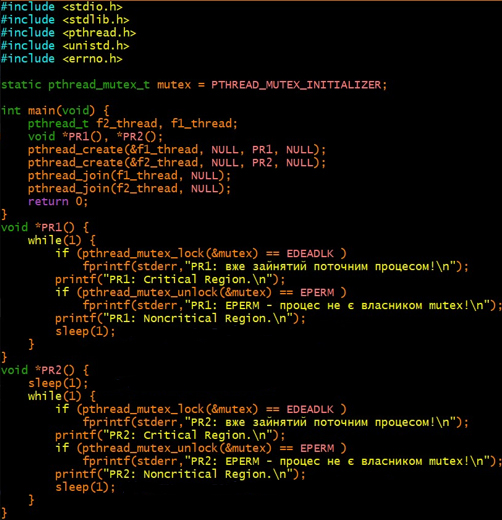 #include <stdio.h>
#include <stdlib.h>
#include <pthread.h>
#include <unistd.h>
#include <errno.h>

static pthread_mutex_t mutex = PTHREAD_MUTEX_INITIALIZER;

int main(void) {
    pthread_t f2_thread, f1_thread;
    void *PR1(), *PR2();
    pthread_create(&f1_thread, NULL, PR1, NULL);
    pthread_create(&f2_thread, NULL, PR2, NULL);
    pthread_join(f1_thread, NULL);
    pthread_join(f2_thread, NULL);
    return 0;
}
void *PR1() {
    while(1) {
        if (pthread_mutex_lock(&mutex) == EDEADLK )
            fprintf(stderr,"PR1: вже зайнятий поточним процесом!\n");
        printf("PR1: Critical Region.\n");
        if (pthread_mutex_unlock(&mutex) == EPERM )
            fprintf(stderr,"PR1: EPERM - процес не є власником mutex!\n");
        printf("PR1: Noncritical Region.\n");
        sleep(1);
    }
}
void *PR2() {
    sleep(1);
    while(1) {
        if (pthread_mutex_lock(&mutex) == EDEADLK )
            fprintf(stderr,"PR2: вже зайнятий поточним процесом!\n");
        printf("PR2: Critical Region.\n");
        if (pthread_mutex_unlock(&mutex) == EPERM )
            fprintf(stderr,"PR2: EPERM - процес не є власником mutex!\n");
        printf("PR2: Noncritical Region.\n");
        sleep(1);
    }
}